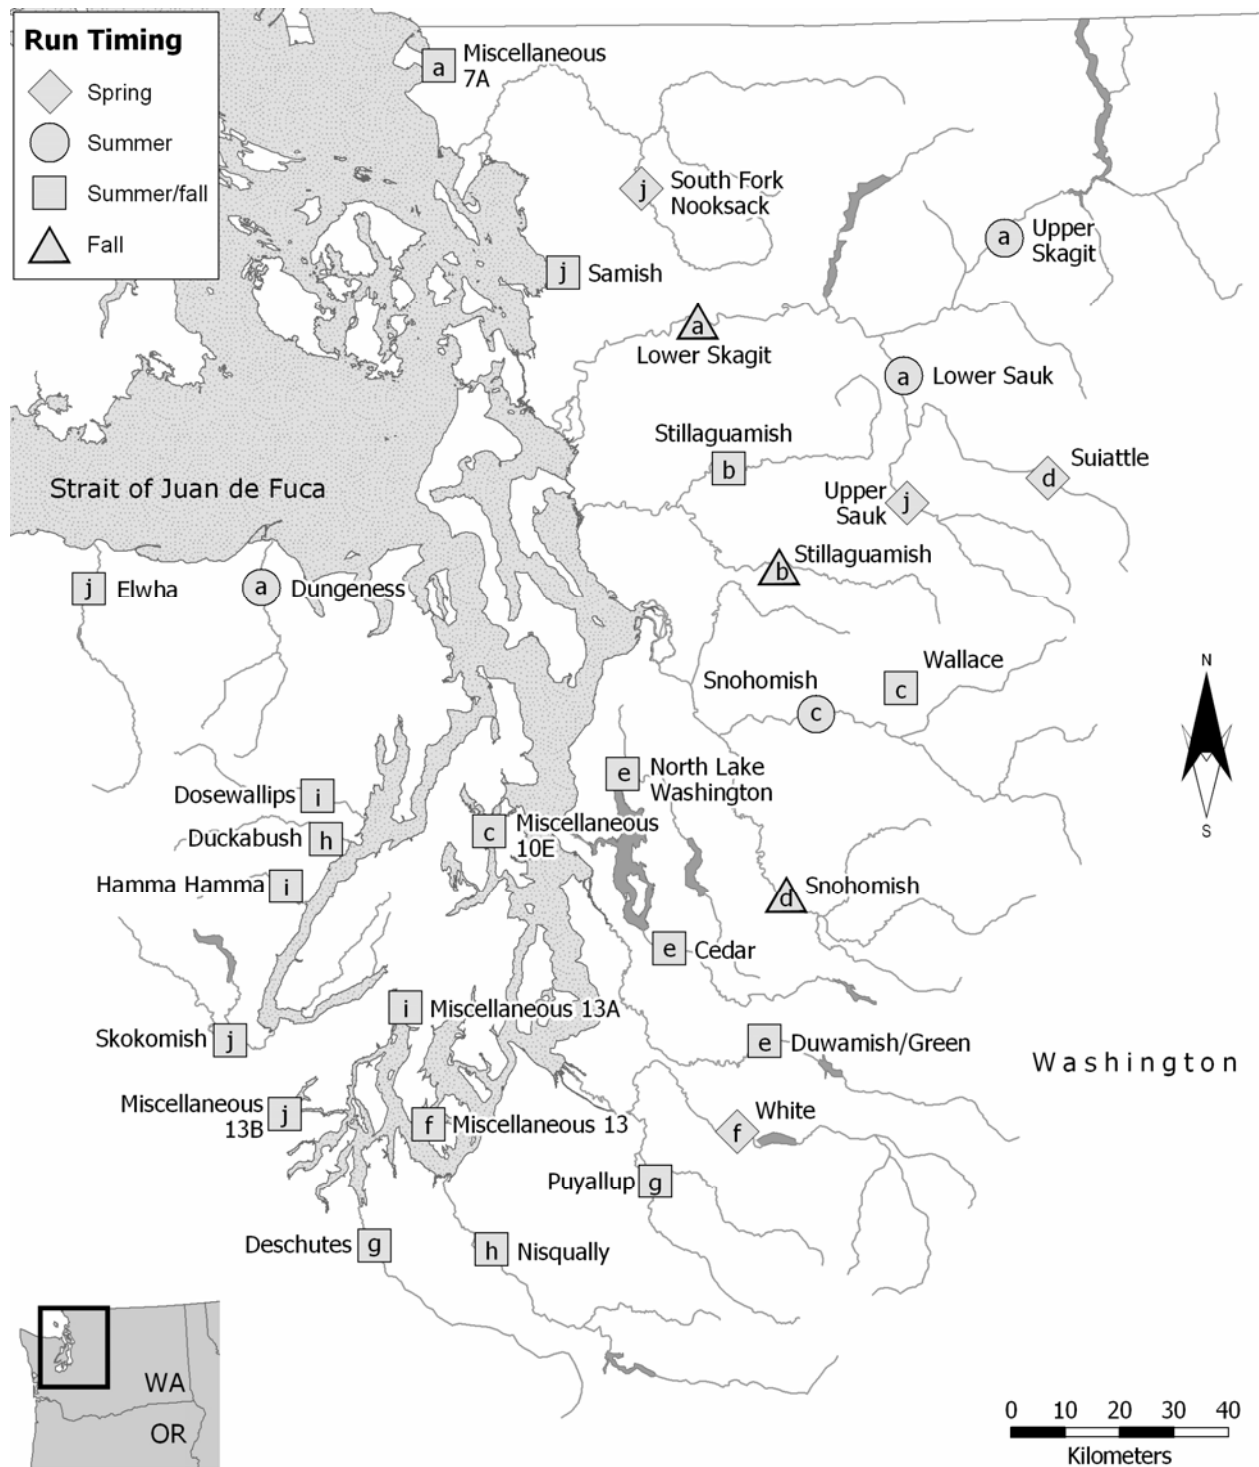 Run Timing
Spring
Summer
Summer/fall
Fall
a
Miscellaneous
7A
j
South Fork
Nooksack
a
Upper
Skagit
j
Samish
a
Lower Skagit
a
Lower Sauk
Stillaguamish
b
d
Suiattle
Strait of Juan de Fuca
Upper
Sauk
j
b
Stillaguamish
j
Elwha
a
Dungeness
Wallace
c
Snohomish
c
N
S
e
North Lake
Washington
Dosewallips
i
Duckabush
h
c
Miscellaneous
10E
Hamma Hamma
i
d
Snohomish
e
Cedar
i
Miscellaneous 13A
Skokomish
j
e
Duwamish/Green
Washington
Miscellaneous
13B
j
f
Miscellaneous 13
White
f
Puyallup
g
Deschutes
g
h
Nisqually
WA
OR
0 10 20 30 40
Kilometers